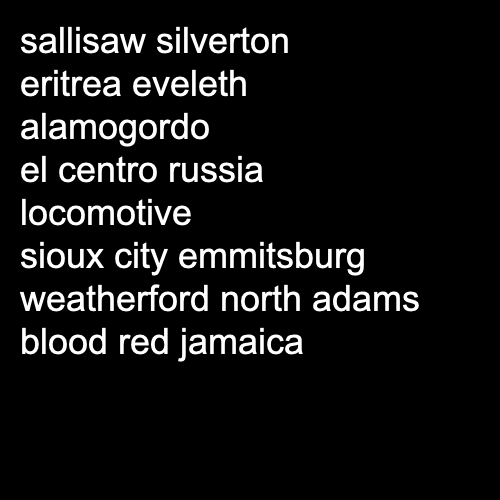 sallisaw silverton
eritrea eveleth
alamogordo
el centro russia
locomotive
sioux city emmitsburg
weatherford north adams
blood red jamaica